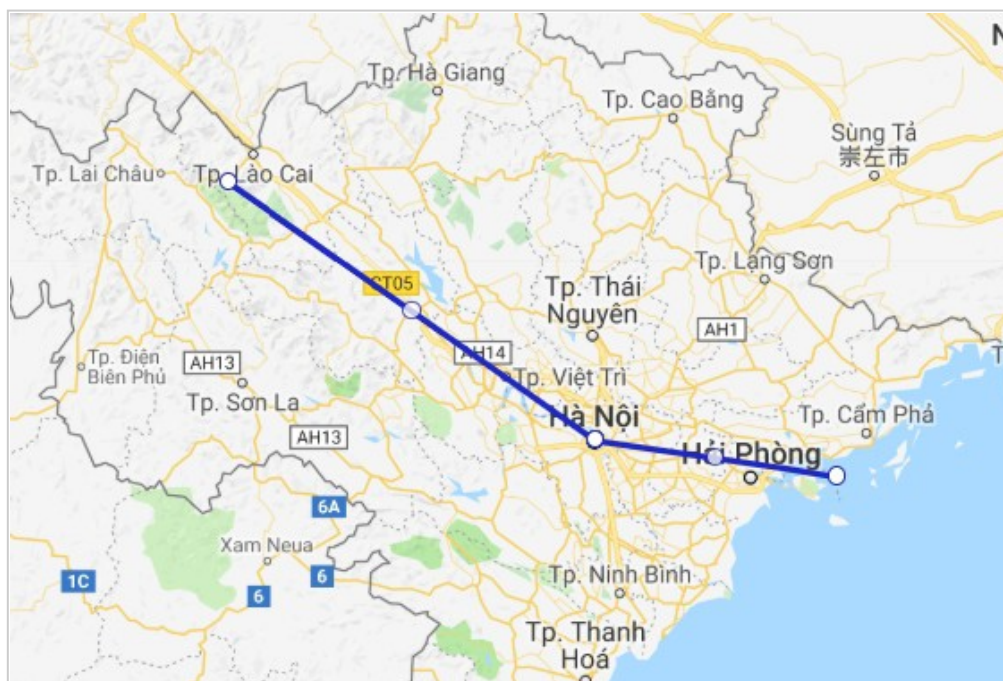 N
Tp. Hà Giang
Tp. Cao Bằng
Sùng Tả
崇左市
Tp. Lai Châu
Tp. Lào Cai
Tp. Lạng Sơn
CT05
Tp. Thái
Nguyên
AH1
T
AH14
Tp. Điện
Biên Phủ
AH13
Tp. Việt Trì
Tp. Sơn La
Hà Nội
Tp. Cẩm Phả
AH13
Hải Phòng
6A
Xam Neua
1C
6
6
Tp. Ninh Bình
Tp. Thanh
Hoá